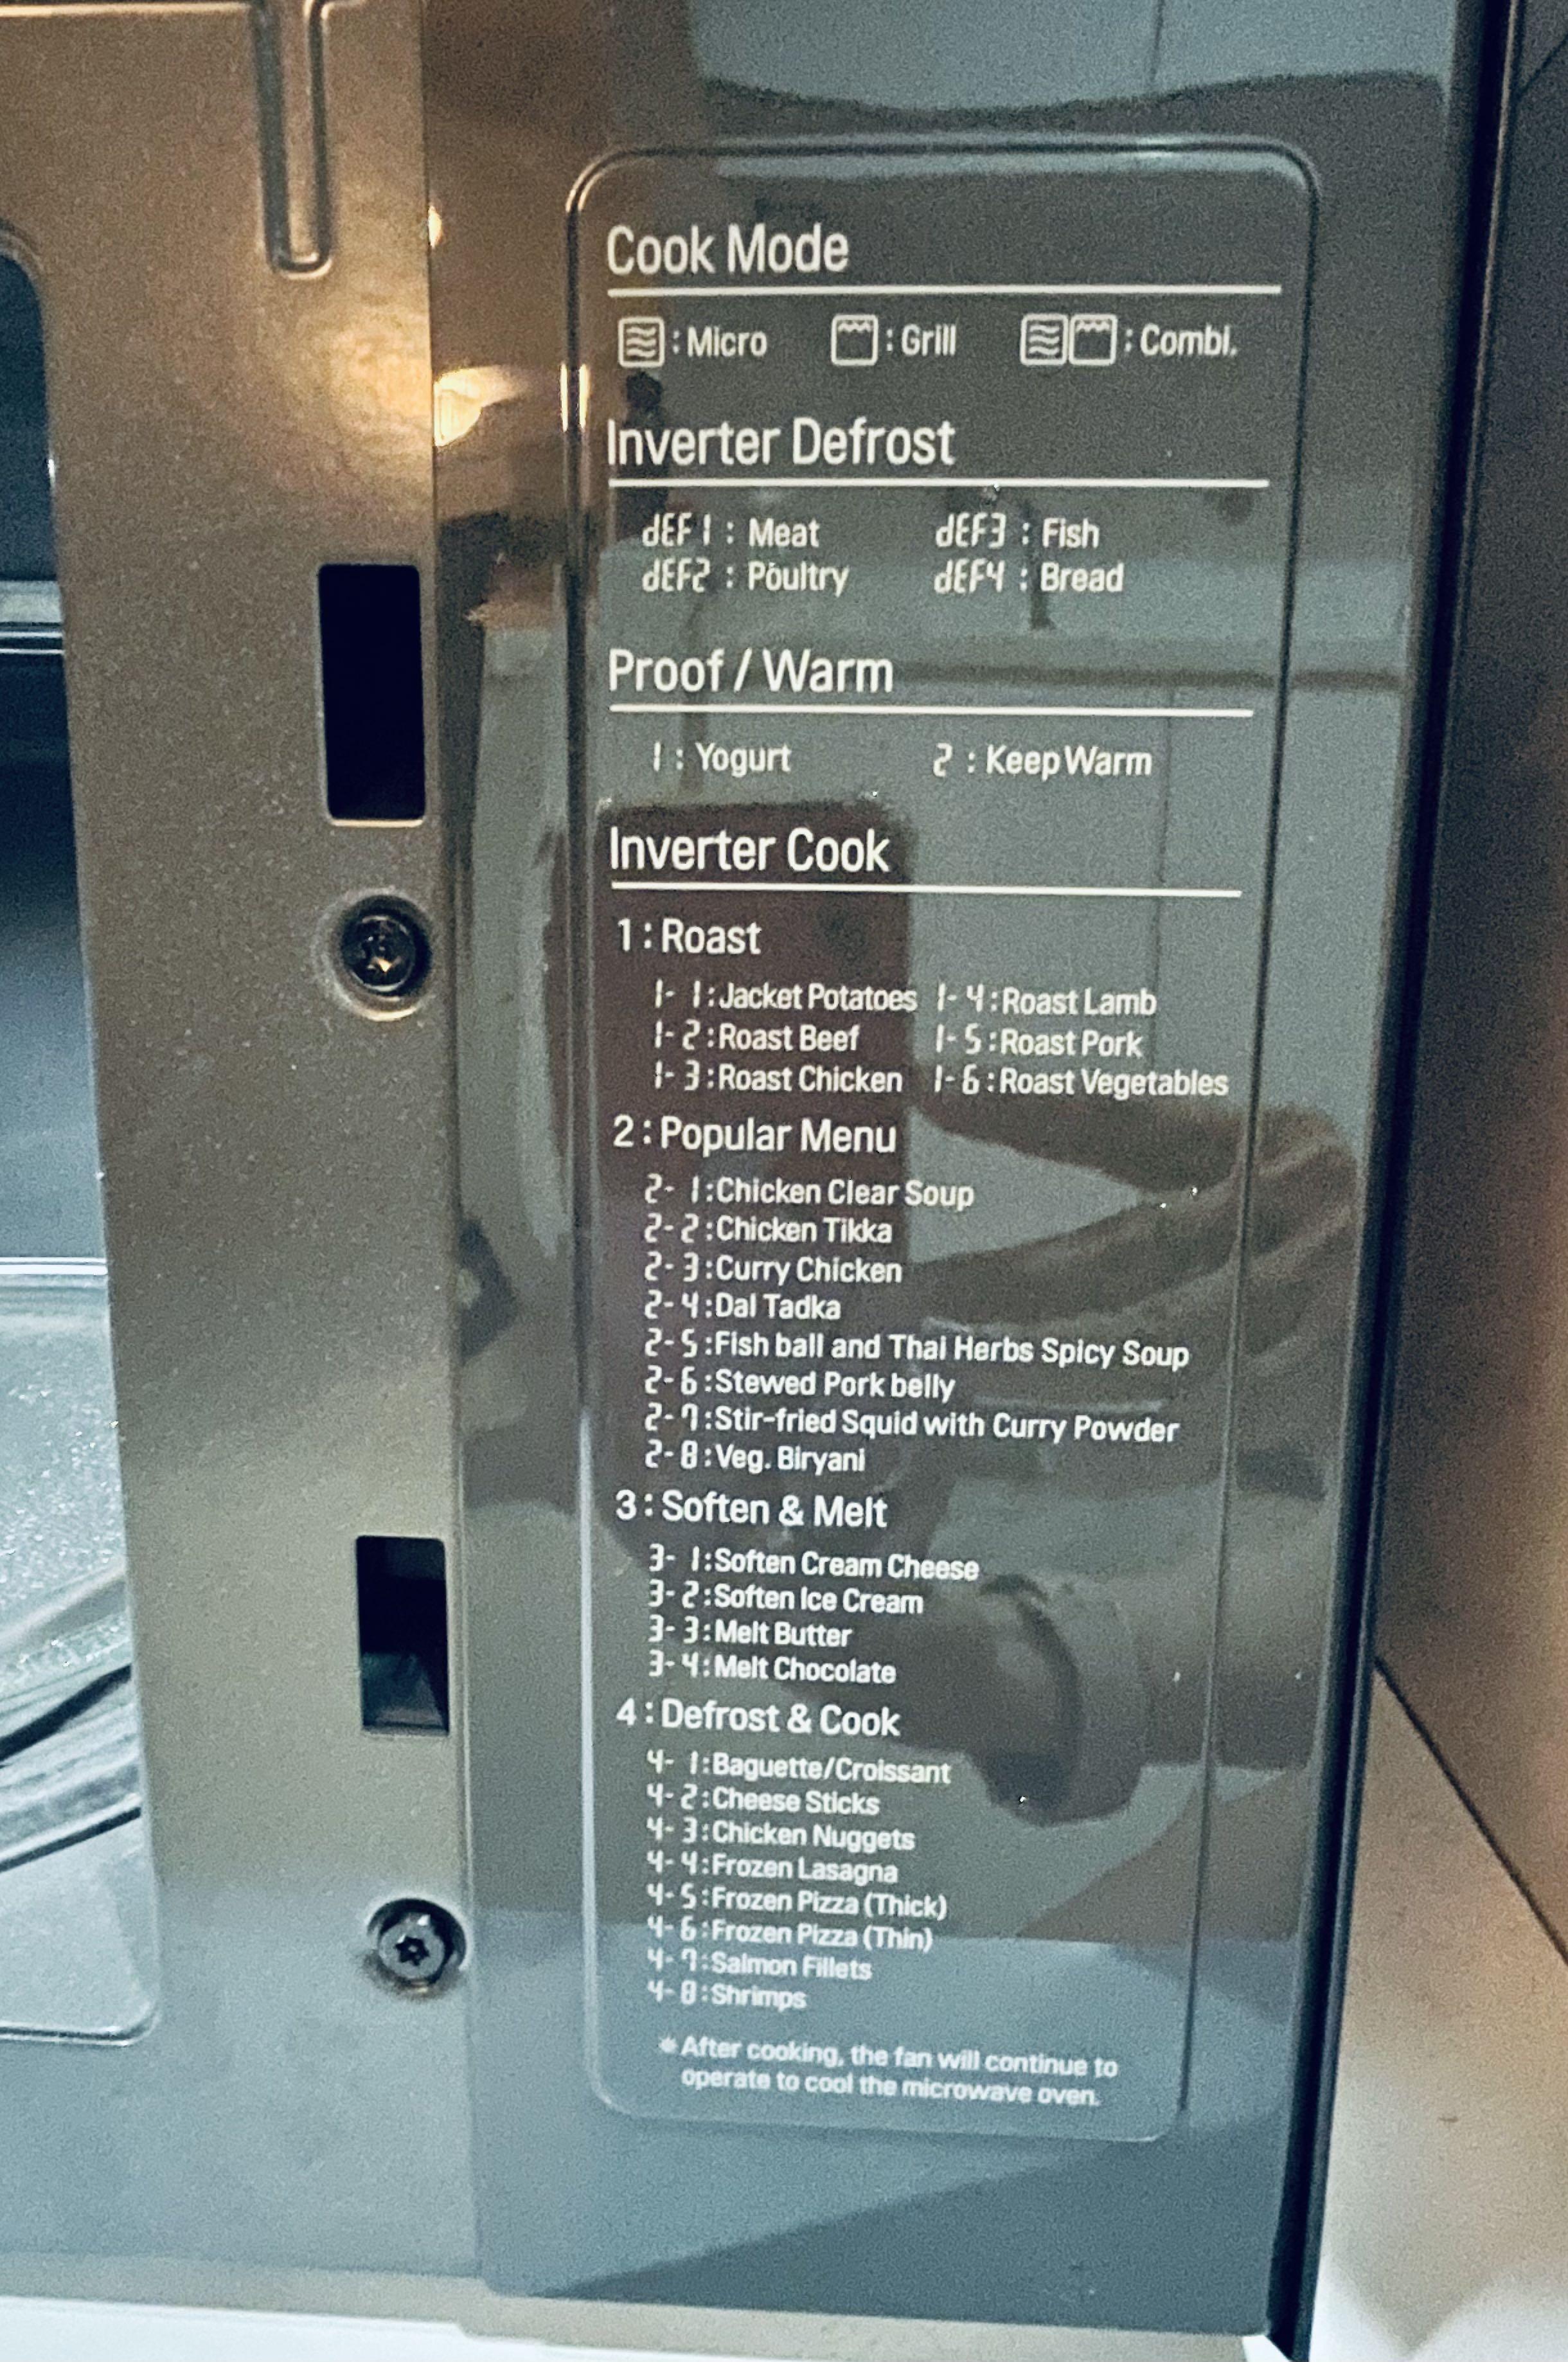 Cook Mode
: Micro : Grill : Combi.
Inverter Defrost
dEF1 : Meat dEF3 : Fish
dEF2 : Poultry dEF4 : Bread
Proof / Warm
1 : Yogurt 2 : Keep Warm
Inverter Cook
1 : Roast
1- 1 : Jacket Potatoes 1- 4 : Roast Lamb
1- 2 : Roast Beef 1- 5 : Roast Pork
1- 3 : Roast Chicken 1- 6 : Roast Vegetables
2 : Popular Menu
2- 1 : Chicken Clear Soup
2- 2 : Chicken Tikka
2- 3 : Curry Chicken
2- 4 : Dal Tadka
2- 5 : Fish ball and Thai Herbs Spicy Soup
2- 6 : Stewed Pork belly
2- 7 : Stir-fried Squid with Curry Powder
2- 8 : Veg. Biryani
3 : Soften & Melt
3- 1 : Soften Cream Cheese
3- 2 : Soften Ice Cream
3- 3 : Melt Butter
3- 4 : Melt Chocolate
4 : Defrost & Cook
4- 1 : Baguette/Croissant
4- 2 : Cheese Sticks
4- 3 : Chicken Nuggets
4- 4 : Frozen Lasagna
4- 5 : Frozen Pizza (Thick)
4- 6 : Frozen Pizza (Thin)
4- 7 : Salmon Fillets
4- 8 : Shrimps
* After cooking, the fan will continue to
operate to cool the microwave oven.